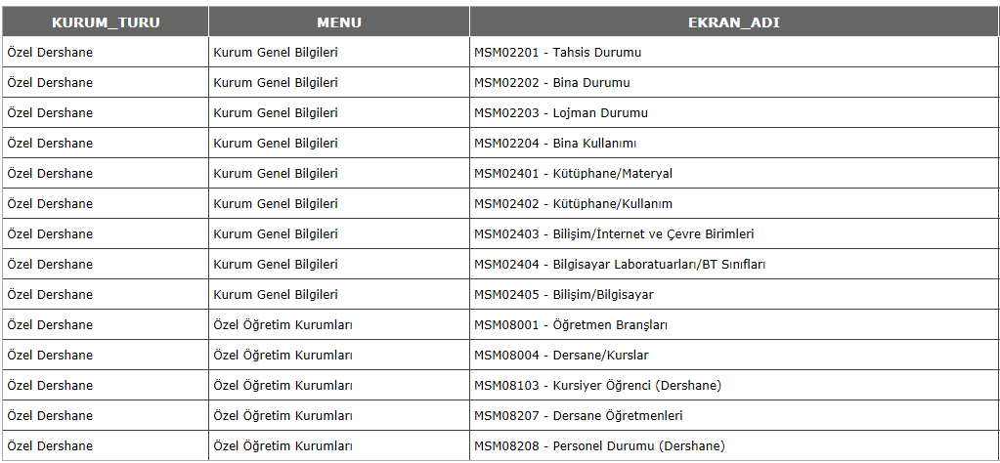 KURUM_TURU MENU EKRAN_ADI
Özel Dershane Kurum Genel Bilgileri MSM02201 - Tahsis Durumu
Özel Dershane Kurum Genel Bilgileri MSM02202 - Bina Durumu
Özel Dershane Kurum Genel Bilgileri MSM02203 - Lojman Durumu
Özel Dershane Kurum Genel Bilgileri MSM02204 - Bina Kullanımı
Özel Dershane Kurum Genel Bilgileri MSM02401 - Kütüphane/Materyal
Özel Dershane Kurum Genel Bilgileri MSM02402 - Kütüphane/Kullanım
Özel Dershane Kurum Genel Bilgileri MSM02403 - Bilişim/İnternet ve Çevre Birimleri
Özel Dershane Kurum Genel Bilgileri MSM02404 - Bilgisayar Laboratuarları/BT Sınıfları
Özel Dershane Kurum Genel Bilgileri MSM02405 - Bilişim/Bilgisayar
Özel Dershane Özel Öğretim Kurumları MSM08001 - Öğretmen Branşları
Özel Dershane Özel Öğretim Kurumları MSM08004 - Dersane/Kurslar
Özel Dershane Özel Öğretim Kurumları MSM08103 - Kursiyer Öğrenci (Dershane)
Özel Dershane Özel Öğretim Kurumları MSM08207 - Dersane Öğretmenleri
Özel Dershane Özel Öğretim Kurumları MSM08208 - Personel Durumu (Dershane)